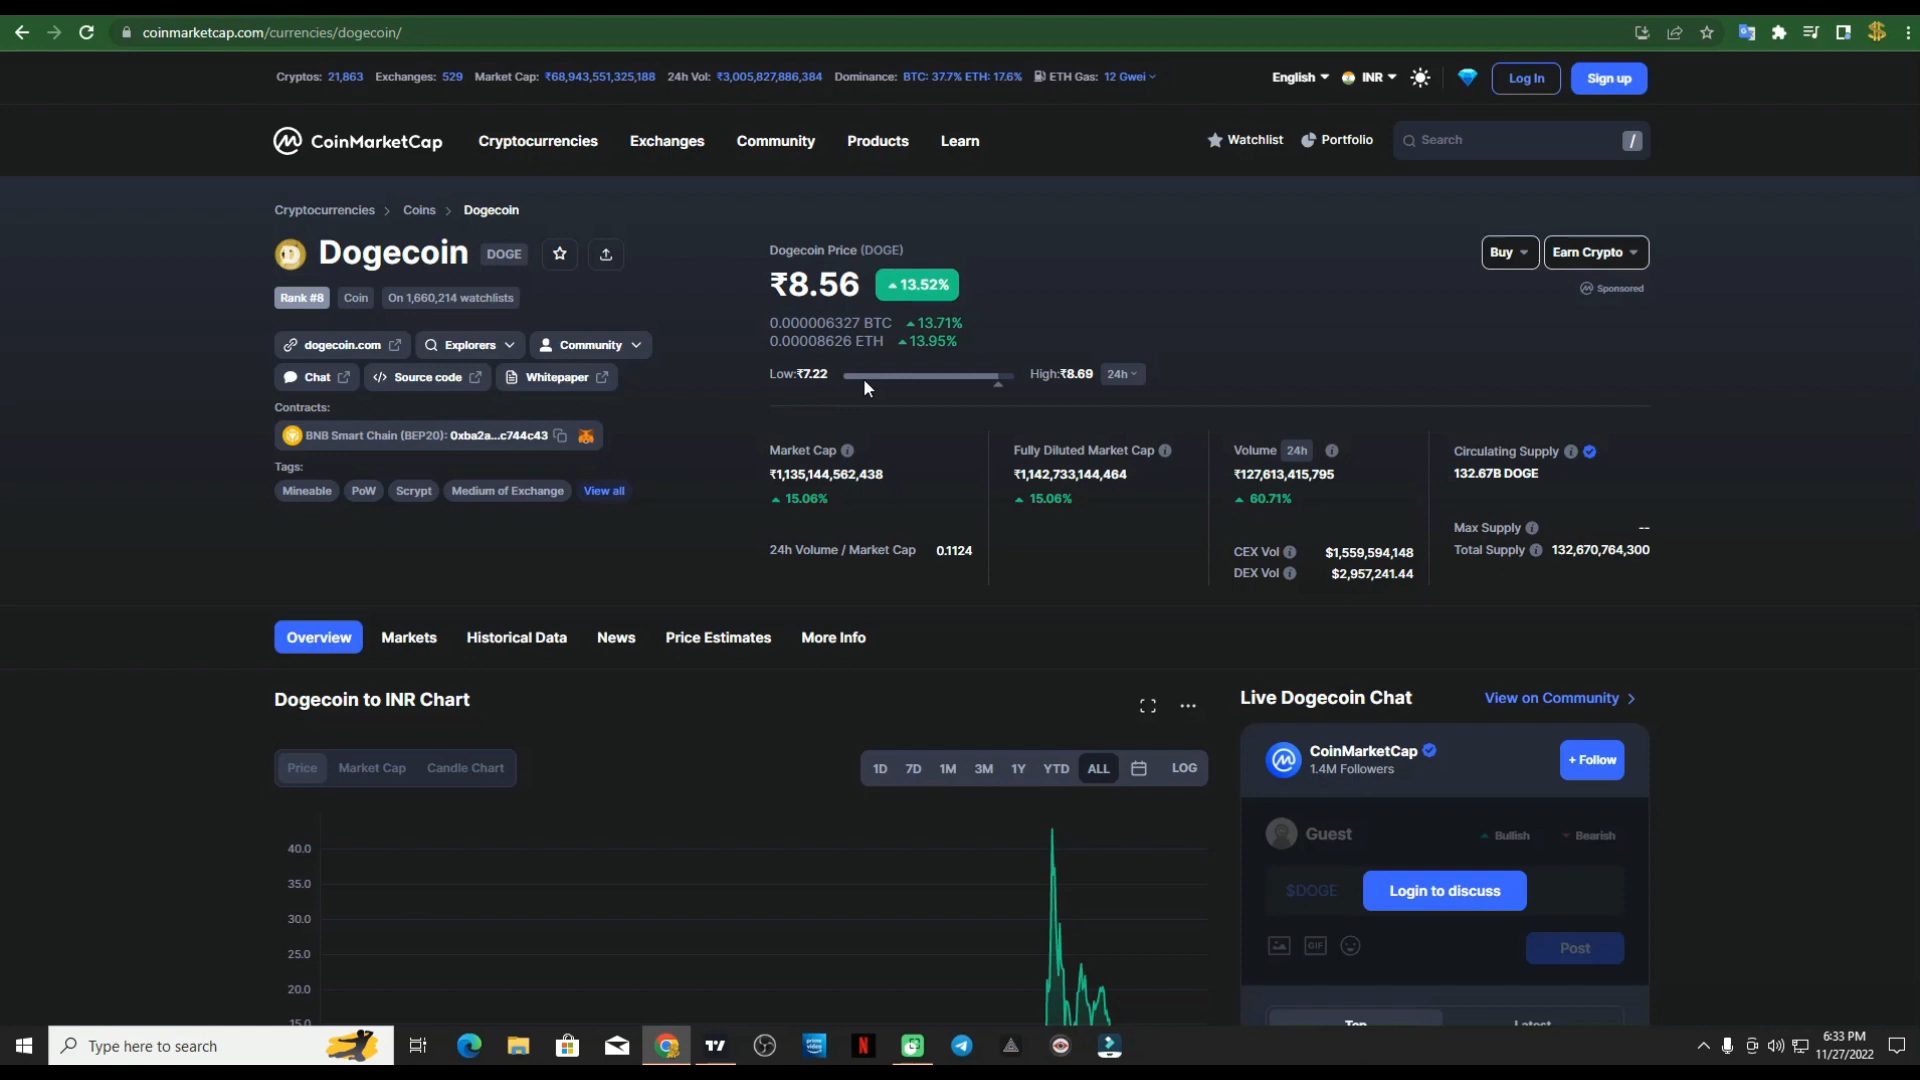 coinmarketcap.com/currencies/dogecoin/
Cryptos: 21,863 Exchanges: 529 Market Cap: ₹68,943,551,325,188 24h Vol: ₹3,005,827,886,384 Dominance: BTC: 37.7% ETH: 17.6% ETH Gas: 12 Gwei
English INR Log In Sign up
CoinMarketCap Cryptocurrencies Exchanges Community Products Learn Watchlist Portfolio Search /
Cryptocurrencies > Coins > Dogecoin
Dogecoin DOGE
Rank #8 Coin On 1,660,214 watchlists
dogecoin.com Explorers Community
Chat Source code Whitepaper
Contracts:
BNB Smart Chain (BEP20): 0xba2a...c744c43
Tags:
Mineable PoW Scrypt Medium of Exchange View all
Dogecoin Price (DOGE)
₹8.56 13.52%
0.000006327 BTC 13.71%
0.00008626 ETH 13.95%
Low:₹7.22 High:₹8.69 24h
Buy Earn Crypto
Sponsored
Market Cap
₹1,135,144,562,438
15.06%
24h Volume / Market Cap 0.1124
Fully Diluted Market Cap
₹1,142,733,144,464
15.06%
Volume 24h
₹127,613,415,795
60.71%
CEX Vol $1,559,594,148
DEX Vol $2,957,241.44
Circulating Supply
132.67B DOGE
Max Supply --
Total Supply 132,670,764,300
Overview Markets Historical Data News Price Estimates More Info
Dogecoin to INR Chart
Price Market Cap Candle Chart
1D 7D 1M 3M 1Y YTD ALL LOG
40.0
35.0
30.0
25.0
20.0
15.0
Live Dogecoin Chat View on Community >
CoinMarketCap
1.4M Followers
+ Follow
Guest Bullish Bearish
$DOGE Login to discuss
GIF Post
Top Latest
Type here to search
prime video
N
6:33 PM
11/27/2022